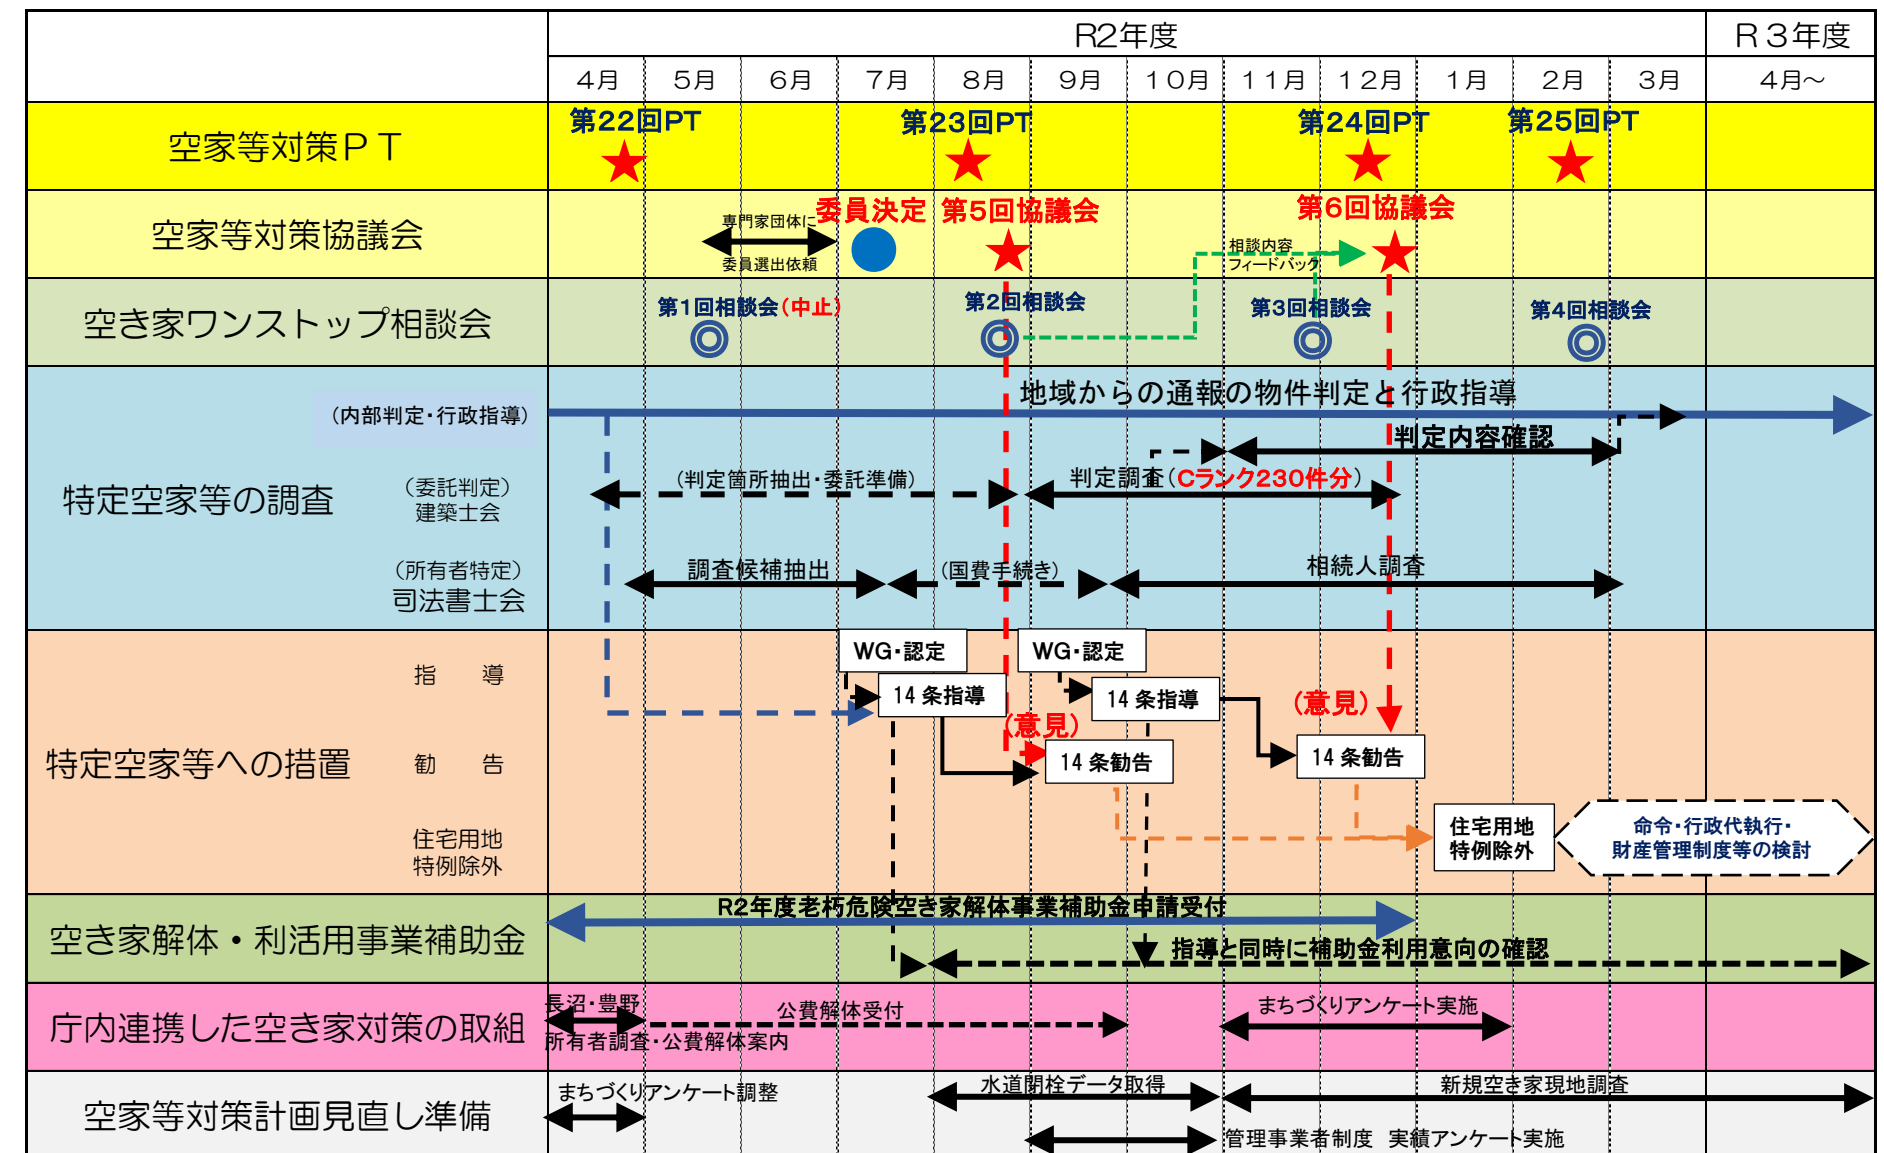 R2年度
R3年度
4月
5月
6月
7月
8月
9月
10月
11月
12月
1月
2月
3月
4月～
空家等対策PT
第22回PT
第23回PT
第24回PT
第25回PT
空家等対策協議会
専門家団体に
委員選出依頼
委員決定
第5回協議会
相談内容
フィードバック
第6回協議会
空き家ワンストップ相談会
第1回相談会(中止)
第2回相談会
第3回相談会
第4回相談会
特定空家等の調査
(内部判定・行政指導)
地域からの通報の物件判定と行政指導
判定内容確認
(委託判定)
建築士会
(判定箇所抽出・委託準備)
判定調査(Cランク230件分)
(所有者特定)
司法書士会
調査候補抽出
(国費手続き)
相続人調査
特定空家等への措置
指　導
WG・認定
WG・認定
14 条指導
14 条指導
(意見)
(意見)
勧　告
14 条勧告
14 条勧告
住宅用地
特例除外
住宅用地
特例除外
命令・行政代執行・
財産管理制度等の検討
空き家解体・利活用事業補助金
R2年度老朽危険空き家解体事業補助金申請受付
指導と同時に補助金利用意向の確認
庁内連携した空き家対策の取組
長沼・豊野
所有者調査・公費解体案内
公費解体受付
まちづくりアンケート実施
空家等対策計画見直し準備
まちづくりアンケート調整
水道閉栓データ取得
新規空き家現地調査
管理事業者制度 実績アンケート実施